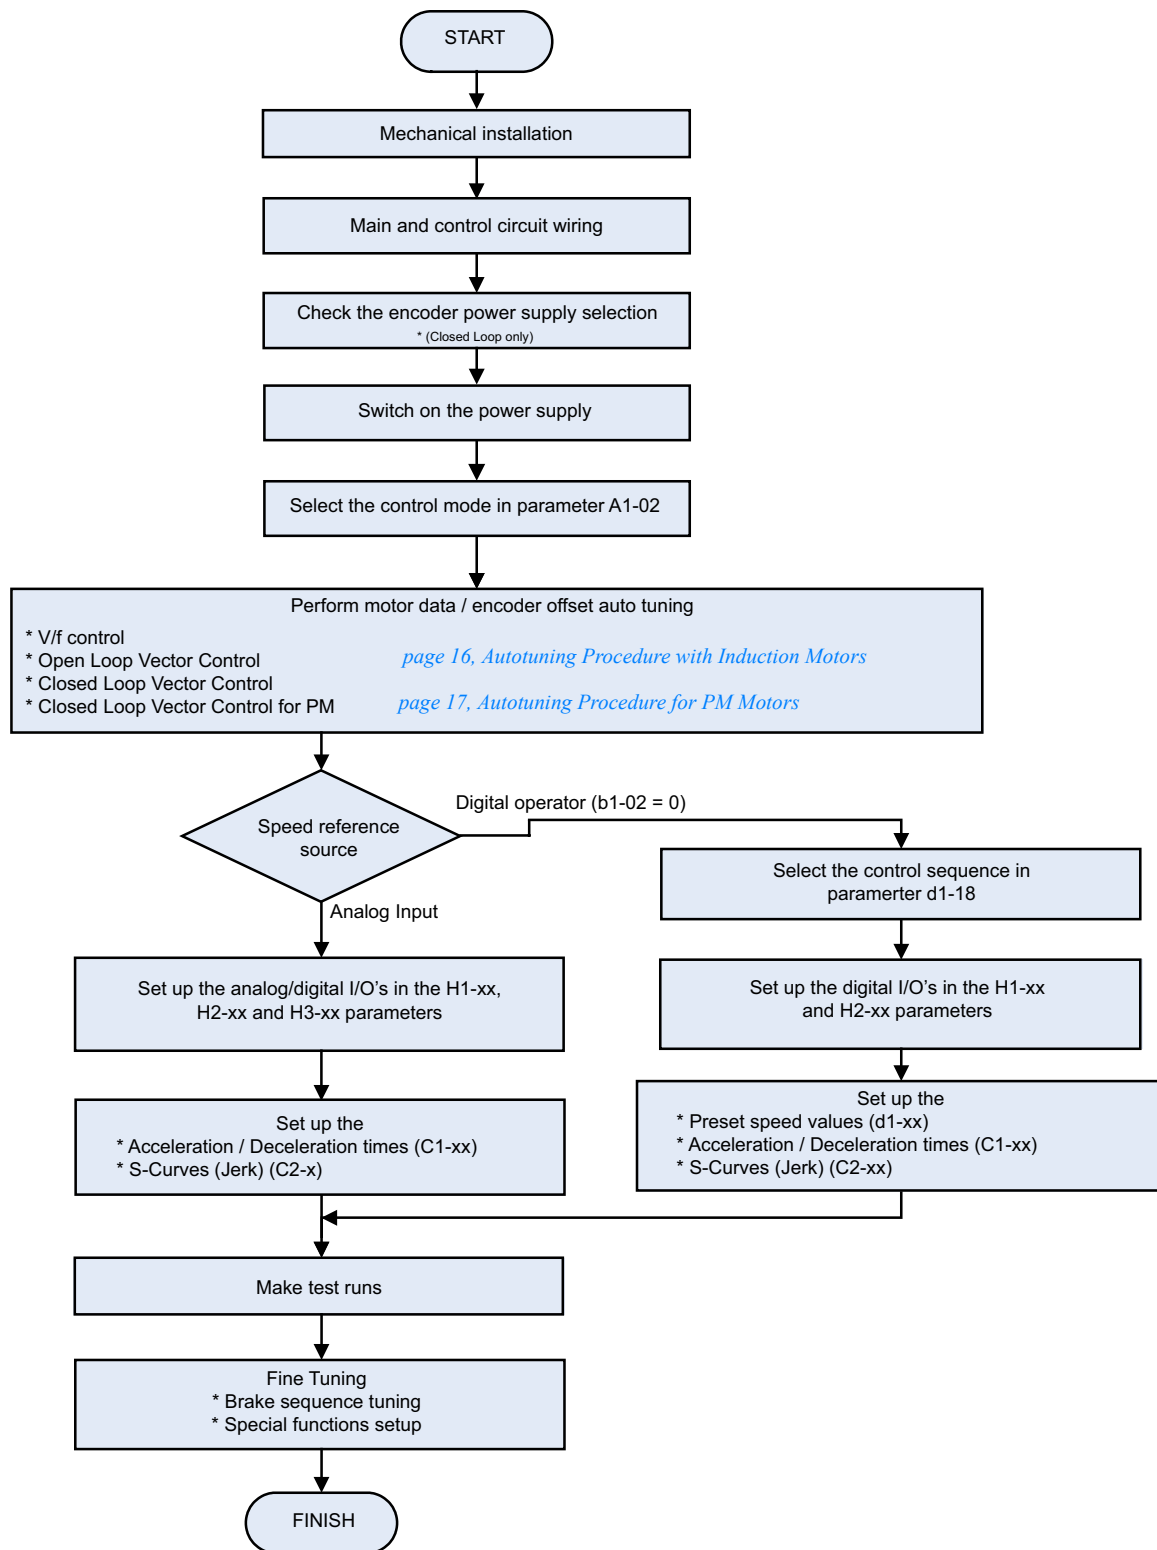 START
Mechanical installation
Main and control circuit wiring
Check the encoder power supply selection
* (Closed Loop only)
Switch on the power supply
Select the control mode in parameter A1-02
Perform motor data / encoder offset auto tuning
* V/f control
* Open Loop Vector Control
page 16, Autotuning Procedure with Induction Motors
* Closed Loop Vector Control
* Closed Loop Vector Control for PM
page 17, Autotuning Procedure for PM Motors
Speed reference
source
Digital operator (b1-02 = 0)
Analog Input
Select the control sequence in
paramerter d1-18
Set up the digital I/O's in the H1-xx
and H2-xx parameters
Set up the
* Preset speed values (d1-xx)
* Acceleration / Deceleration times (C1-xx)
* S-Curves (Jerk) (C2-xx)
Set up the analog/digital I/O's in the H1-xx,
H2-xx and H3-xx parameters
Set up the
* Acceleration / Deceleration times (C1-xx)
* S-Curves (Jerk) (C2-x)
Make test runs
Fine Tuning
* Brake sequence tuning
* Special functions setup
FINISH